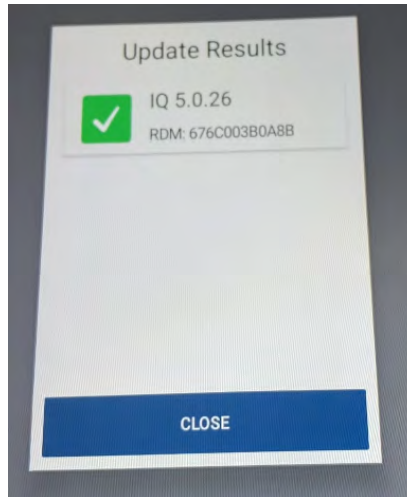 Update Results
IQ 5.0.26
RDM: 676C003B0A8B
CLOSE